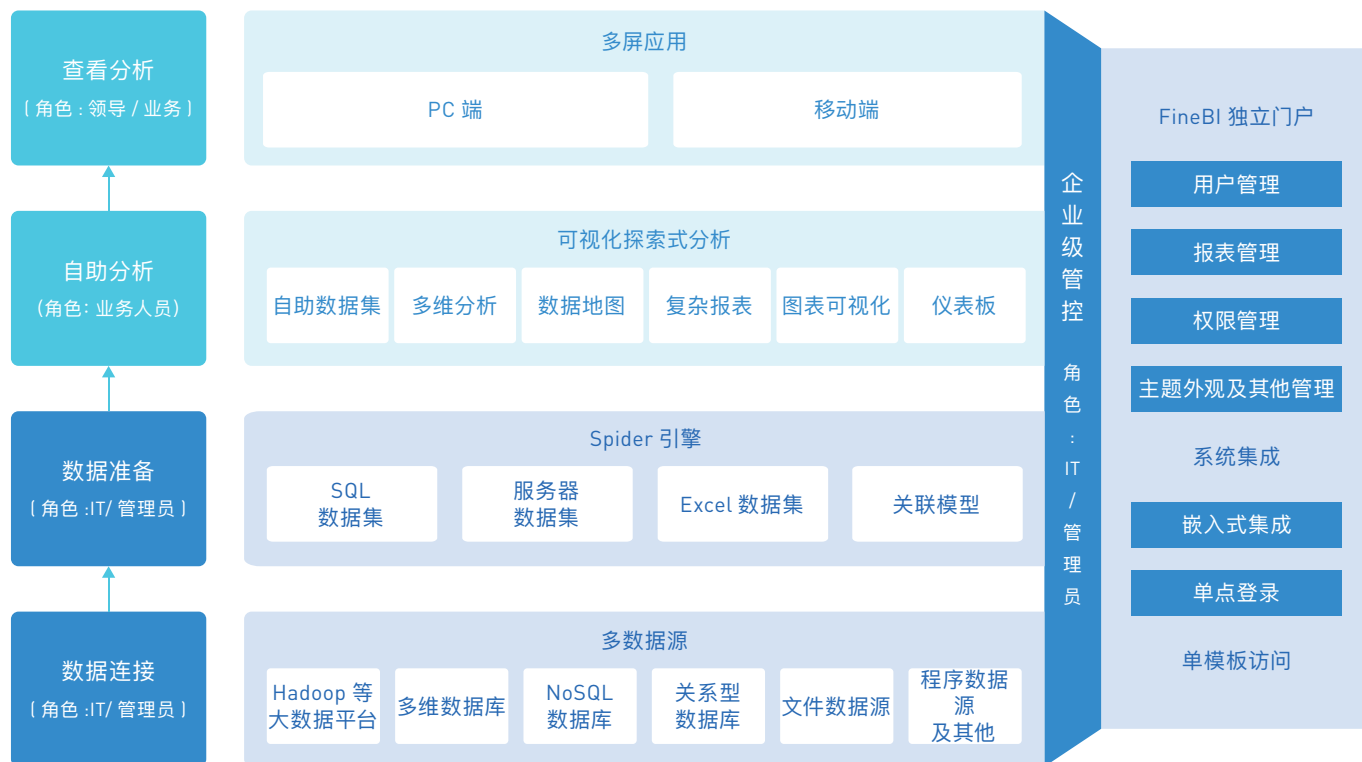 查看分析
（角色：领导 / 业务）
多屏应用
PC 端
移动端
自助分析
(角色：业务人员)
可视化探索式分析
自助数据集
多维分析
数据地图
复杂报表
图表可视化
仪表板
数据准备
（角色 :IT/ 管理员）
Spider 引擎
SQL
数据集
服务器
数据集
Excel 数据集
关联模型
数据连接
（角色 :IT/ 管理员）
多数据源
Hadoop 等
大数据平台
多维数据库
NoSQL
数据库
关系型
数据库
文件数据源
程序数据
源
及其他
企业级管控
角色：IT/管理员
FineBI 独立门户
用户管理
报表管理
权限管理
主题外观及其他管理
系统集成
嵌入式集成
单点登录
单模板访问